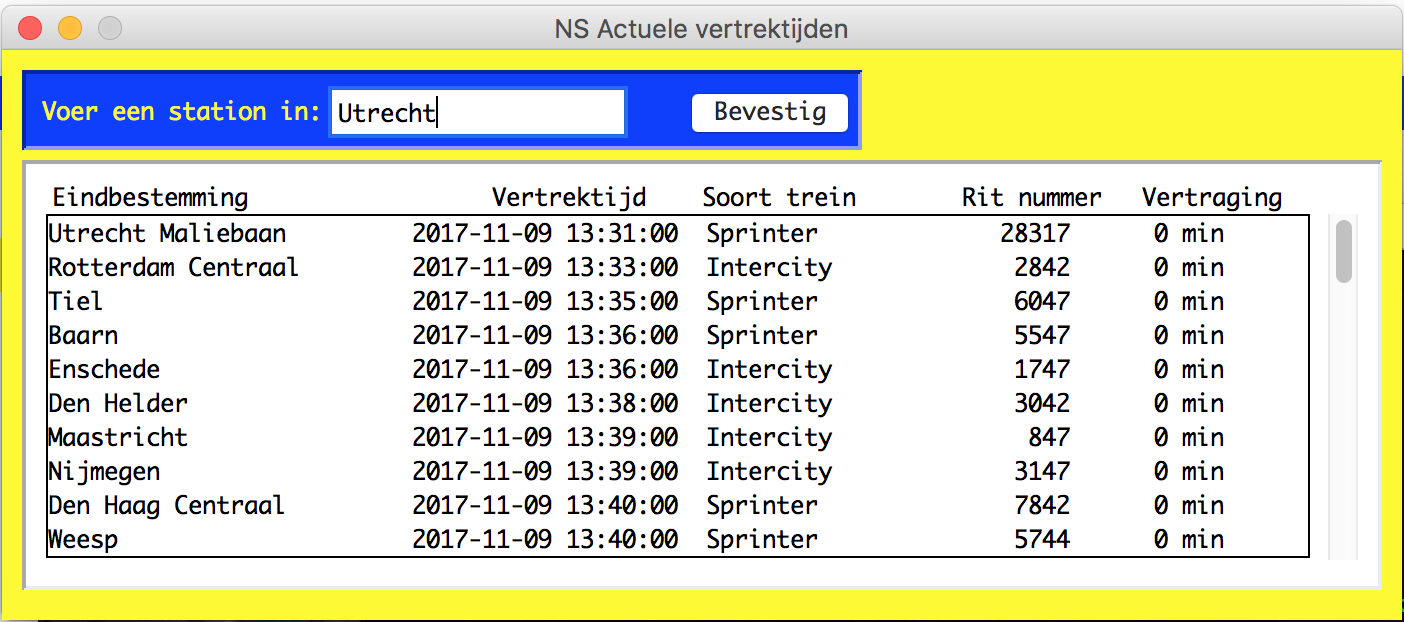 NS Actuele vertrektijden
Voer een station in: Utrecht Bevestig
Eindbestemming Vertrektijd Soort trein Rit nummer Vertraging
Utrecht Maliebaan 2017-11-09 13:31:00 Sprinter 28317 0 min
Rotterdam Centraal 2017-11-09 13:33:00 Intercity 2842 0 min
Tiel 2017-11-09 13:35:00 Sprinter 6047 0 min
Baarn 2017-11-09 13:36:00 Sprinter 5547 0 min
Enschede 2017-11-09 13:36:00 Intercity 1747 0 min
Den Helder 2017-11-09 13:38:00 Intercity 3042 0 min
Maastricht 2017-11-09 13:39:00 Intercity 847 0 min
Nijmegen 2017-11-09 13:39:00 Intercity 3147 0 min
Den Haag Centraal 2017-11-09 13:40:00 Sprinter 7842 0 min
Weesp 2017-11-09 13:40:00 Sprinter 5744 0 min